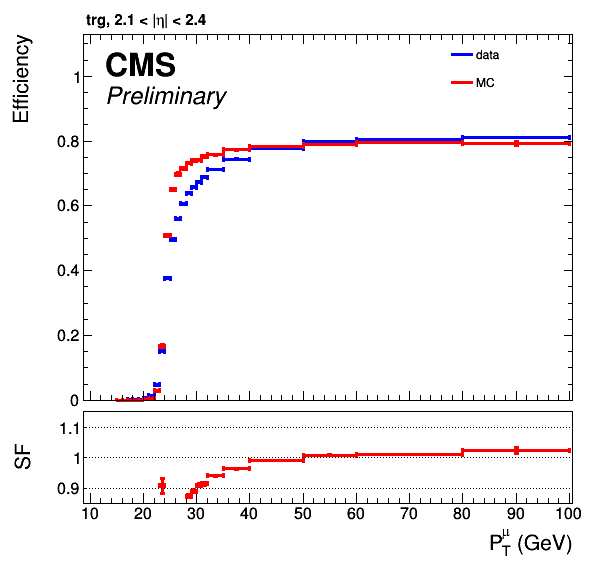 trg, 2.1 < |η| < 2.4
CMS
Preliminary
data
MC
Efficiency
1
0.8
0.6
0.4
0.2
0
SF
1.1
1
0.9
10 20 30 40 50 60 70 80 90 100
P_T^μ (GeV)